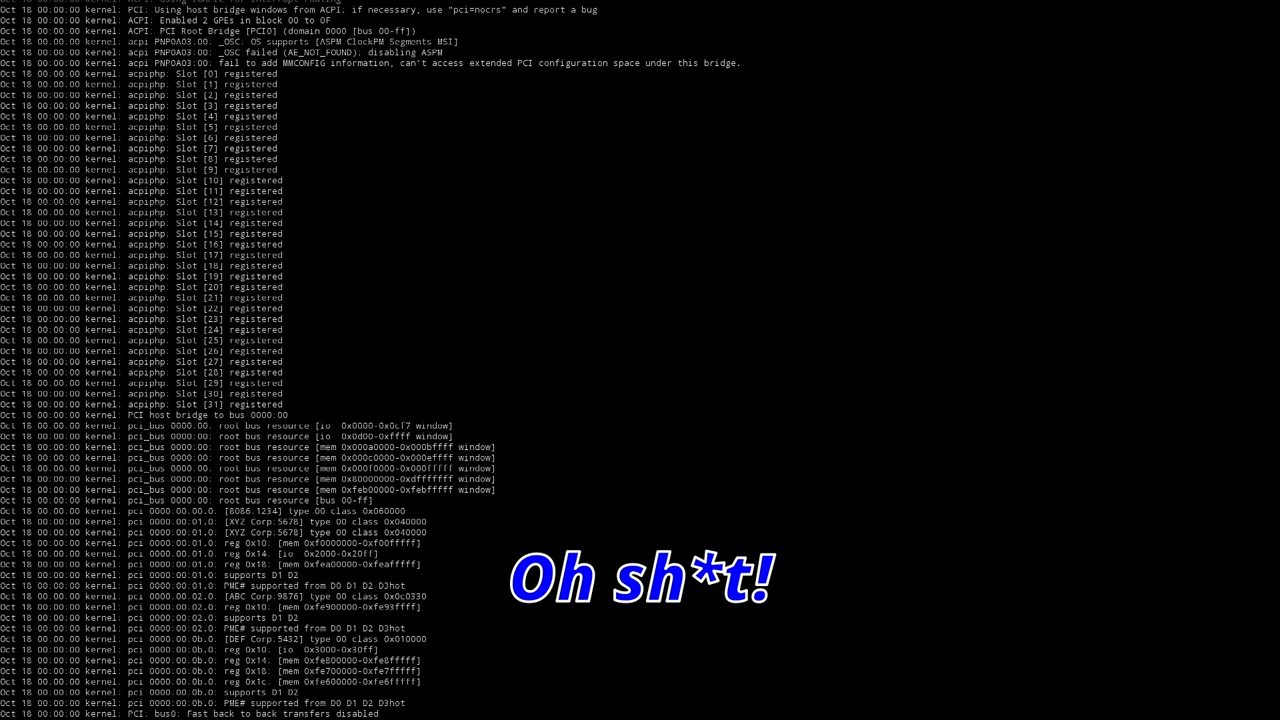 Oct 18 00:00:00 kernel: PCI: Using host bridge windows from ACPI; if necessary, use "pci=nocrs" and report a bug
Oct 18 00:00:00 kernel: ACPI: Enabled 2 GPEs in block 00 to 0F
Oct 18 00:00:00 kernel: ACPI: PCI Root Bridge [PCI0] (domain 0000 [bus 00-ff])
Oct 18 00:00:00 kernel: acpi PNP0A03:00: _OSC: OS supports [ASPM ClockPM Segments MSI]
Oct 18 00:00:00 kernel: acpi PNP0A03:00: _OSC failed (AE_NOT_FOUND); disabling ASPM
Oct 18 00:00:00 kernel: acpi PNP0A03:00: fail to add MMCONFIG information, can't access extended PCI configuration space under this bridge.
Oct 18 00:00:00 kernel: acpiphp: Slot [0] registered
Oct 18 00:00:00 kernel: acpiphp: Slot [1] registered
Oct 18 00:00:00 kernel: acpiphp: Slot [2] registered
Oct 18 00:00:00 kernel: acpiphp: Slot [3] registered
Oct 18 00:00:00 kernel: acpiphp: Slot [4] registered
Oct 18 00:00:00 kernel: acpiphp: Slot [5] registered
Oct 18 00:00:00 kernel: acpiphp: Slot [6] registered
Oct 18 00:00:00 kernel: acpiphp: Slot [7] registered
Oct 18 00:00:00 kernel: acpiphp: Slot [8] registered
Oct 18 00:00:00 kernel: acpiphp: Slot [9] registered
Oct 18 00:00:00 kernel: acpiphp: Slot [10] registered
Oct 18 00:00:00 kernel: acpiphp: Slot [11] registered
Oct 18 00:00:00 kernel: acpiphp: Slot [12] registered
Oct 18 00:00:00 kernel: acpiphp: Slot [13] registered
Oct 18 00:00:00 kernel: acpiphp: Slot [14] registered
Oct 18 00:00:00 kernel: acpiphp: Slot [15] registered
Oct 18 00:00:00 kernel: acpiphp: Slot [16] registered
Oct 18 00:00:00 kernel: acpiphp: Slot [17] registered
Oct 18 00:00:00 kernel: acpiphp: Slot [18] registered
Oct 18 00:00:00 kernel: acpiphp: Slot [19] registered
Oct 18 00:00:00 kernel: acpiphp: Slot [20] registered
Oct 18 00:00:00 kernel: acpiphp: Slot [21] registered
Oct 18 00:00:00 kernel: acpiphp: Slot [22] registered
Oct 18 00:00:00 kernel: acpiphp: Slot [23] registered
Oct 18 00:00:00 kernel: acpiphp: Slot [24] registered
Oct 18 00:00:00 kernel: acpiphp: Slot [25] registered
Oct 18 00:00:00 kernel: acpiphp: Slot [26] registered
Oct 18 00:00:00 kernel: acpiphp: Slot [27] registered
Oct 18 00:00:00 kernel: acpiphp: Slot [28] registered
Oct 18 00:00:00 kernel: acpiphp: Slot [29] registered
Oct 18 00:00:00 kernel: acpiphp: Slot [30] registered
Oct 18 00:00:00 kernel: acpiphp: Slot [31] registered
Oct 18 00:00:00 kernel: PCI host bridge to bus 0000:00
Oct 18 00:00:00 kernel: pci_bus 0000:00: root bus resource [io  0x0000-0x0cf7 window]
Oct 18 00:00:00 kernel: pci_bus 0000:00: root bus resource [io  0x0d00-0xffff window]
Oct 18 00:00:00 kernel: pci_bus 0000:00: root bus resource [mem 0x000a0000-0x000bffff window]
Oct 18 00:00:00 kernel: pci_bus 0000:00: root bus resource [mem 0x000c0000-0x000effff window]
Oct 18 00:00:00 kernel: pci_bus 0000:00: root bus resource [mem 0x000f0000-0x000fffff window]
Oct 18 00:00:00 kernel: pci_bus 0000:00: root bus resource [mem 0x80000000-0xdfffffff window]
Oct 18 00:00:00 kernel: pci_bus 0000:00: root bus resource [mem 0xfeb00000-0xfebfffff window]
Oct 18 00:00:00 kernel: pci_bus 0000:00: root bus resource [bus 00-ff]
Oct 18 00:00:00 kernel: pci 0000:00:00.0: [8086:1234] type 00 class 0x060000
Oct 18 00:00:00 kernel: pci 0000:00:01.0: [XYZ Corp:5678] type 00 class 0x040000
Oct 18 00:00:00 kernel: pci 0000:00:01.0: [XYZ Corp:5678] type 00 class 0x040000
Oct 18 00:00:00 kernel: pci 0000:00:01.0: reg 0x10: [mem 0xf0000000-0xf00fffff]
Oct 18 00:00:00 kernel: pci 0000:00:01.0: reg 0x14: [io  0x2000-0x20ff]
Oct 18 00:00:00 kernel: pci 0000:00:01.0: reg 0x18: [mem 0xfea00000-0xfeafffff]
Oct 18 00:00:00 kernel: pci 0000:00:01.0: supports D1 D2
Oct 18 00:00:00 kernel: pci 0000:00:01.0: PME# supported from D0 D1 D2 D3hot
Oct 18 00:00:00 kernel: pci 0000:00:02.0: [ABC Corp:9876] type 00 class 0x0c0330
Oct 18 00:00:00 kernel: pci 0000:00:02.0: reg 0x10: [mem 0xfe900000-0xfe93ffff]
Oct 18 00:00:00 kernel: pci 0000:00:02.0: supports D1 D2
Oct 18 00:00:00 kernel: pci 0000:00:02.0: PME# supported from D0 D1 D2 D3hot
Oct 18 00:00:00 kernel: pci 0000:00:0b.0: [DEF Corp:5432] type 00 class 0x010000
Oct 18 00:00:00 kernel: pci 0000:00:0b.0: reg 0x10: [io  0x3000-0x30ff]
Oct 18 00:00:00 kernel: pci 0000:00:0b.0: reg 0x14: [mem 0xfe800000-0xfe8fffff]
Oct 18 00:00:00 kernel: pci 0000:00:0b.0: reg 0x18: [mem 0xfe700000-0xfe7fffff]
Oct 18 00:00:00 kernel: pci 0000:00:0b.0: reg 0x1c: [mem 0xfe600000-0xfe6fffff]
Oct 18 00:00:00 kernel: pci 0000:00:0b.0: supports D1 D2
Oct 18 00:00:00 kernel: pci 0000:00:0b.0: PME# supported from D0 D1 D2 D3hot
Oct 18 00:00:00 kernel: PCI: bus0: Fast back to back transfers disabled
Oh sh*t!